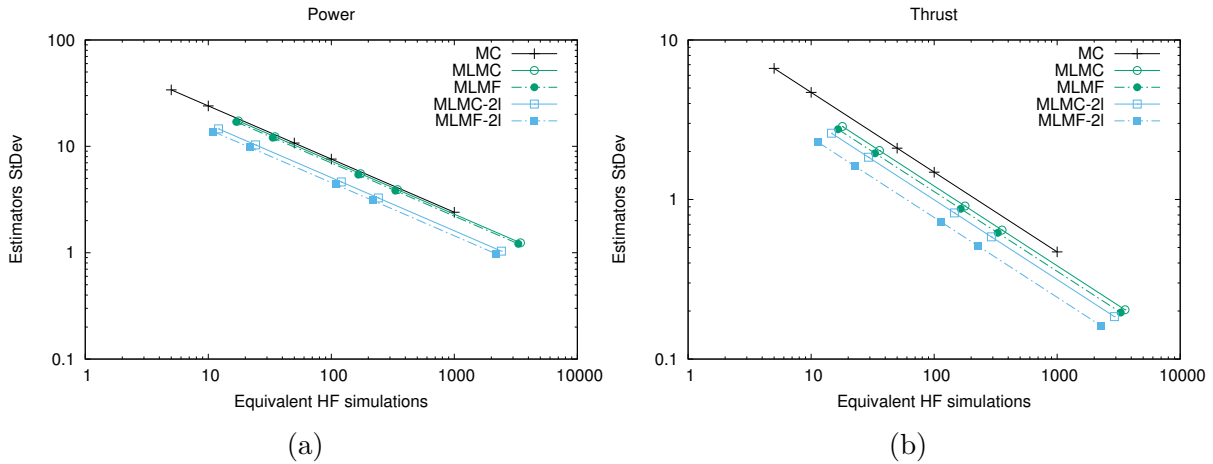 Power
100
10
1
0.1
1
10
100
1000
10000
Estimators StDev
Equivalent HF simulations
MC
MLMC
MLMF
MLMC-2l
MLMF-2l
(a)
Thrust
10
1
0.1
1
10
100
1000
10000
Estimators StDev
Equivalent HF simulations
MC
MLMC
MLMF
MLMC-2l
MLMF-2l
(b)